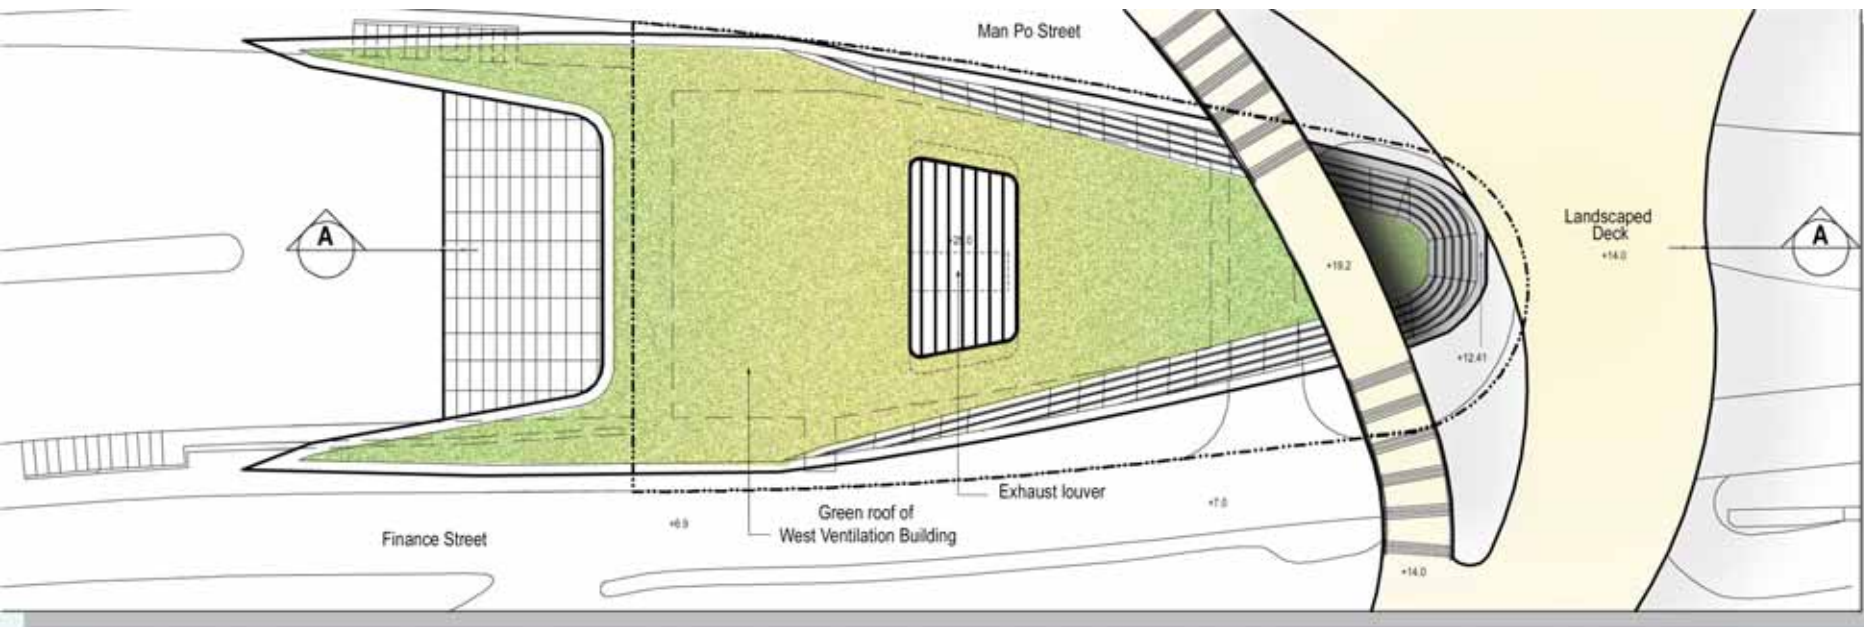 Man Po Street
A
Landscaped
Deck
+14.0
A
+19.2
+12.41
Exhaust louver
Green roof of
West Ventilation Building
+6.9
+7.0
Finance Street
+14.0